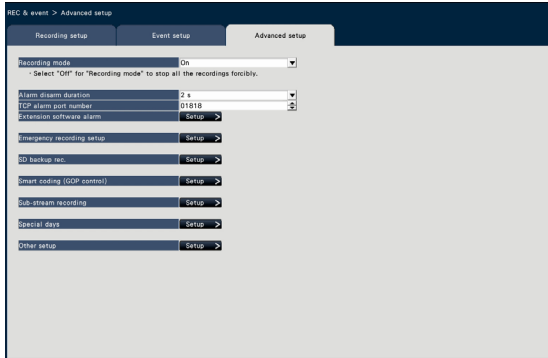 REC & event > Advanced setup
Recording setup Event setup Advanced setup
Recording mode On
・Select "Off" for "Recording mode" to stop all the recordings forcibly.
Alarm disarm duration 2 s
TCP alarm port number 01818
Extension software alarm Setup >
Emergency recording setup Setup >
SD backup rec. Setup >
Smart coding (GOP control) Setup >
Sub-stream recording Setup >
Special days Setup >
Other setup Setup >